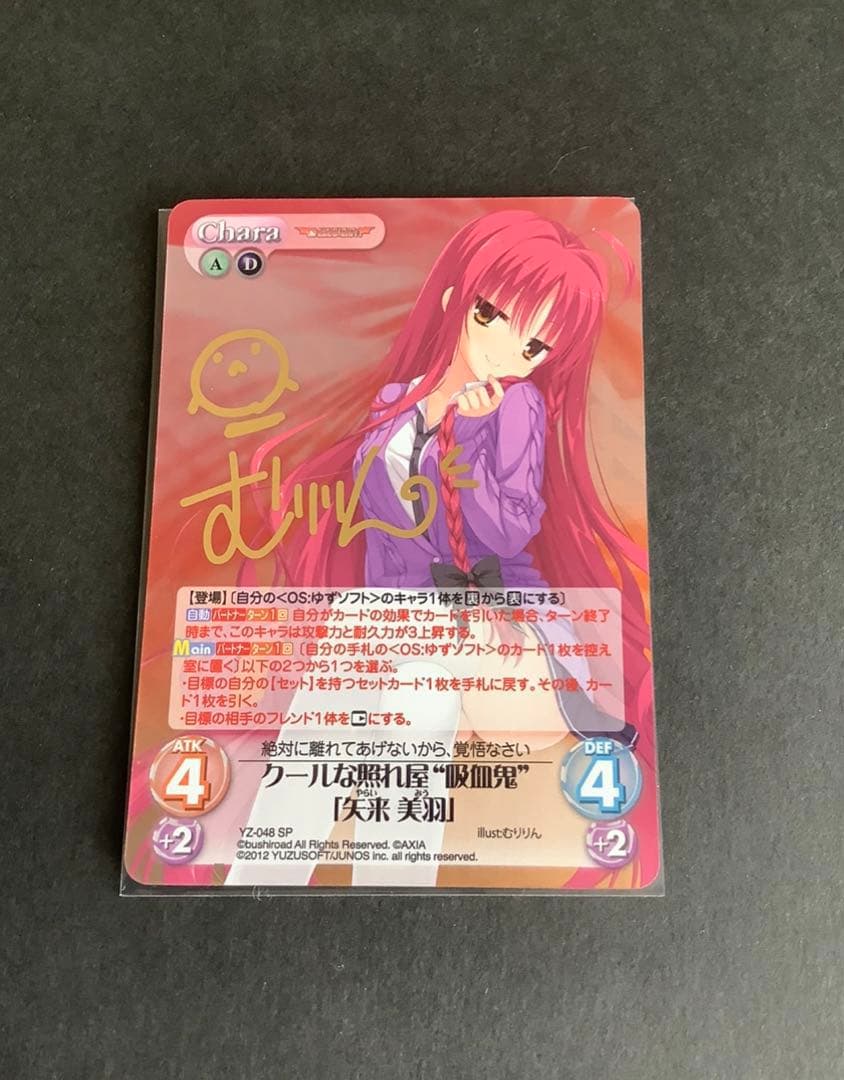 Chara
A D
むりりん
【登場】〔自分の<OS:ゆずソフト>のキャラ1体を裏から表にする〕
自動 パートナー ターン1回 自分がカードの効果でカードを引いた場合、ターン終了
時まで、このキャラは攻撃力と耐久力が3上昇する。
Main パートナー ターン1回 〔自分の手札の<OS:ゆずソフト>のカード1枚を控え
室に置く〕以下の2つから1つを選ぶ。
・目標の自分の【セット】を持つセットカード1枚を手札に戻す。その後、カー
ド1枚を引く。
・目標の相手のフレンド1体を にする。
ATK 4 +2
絶対に離れてあげないから、覚悟なさい
クールな照れ屋“吸血鬼”
やらい みう
「矢来 美羽」
DEF 4 +2
YZ-048 SP illust:むりりん
©bushiroad All Rights Reserved. ©AXIA
©2012 YUZUSOFT/JUNOS inc. all rights reserved.